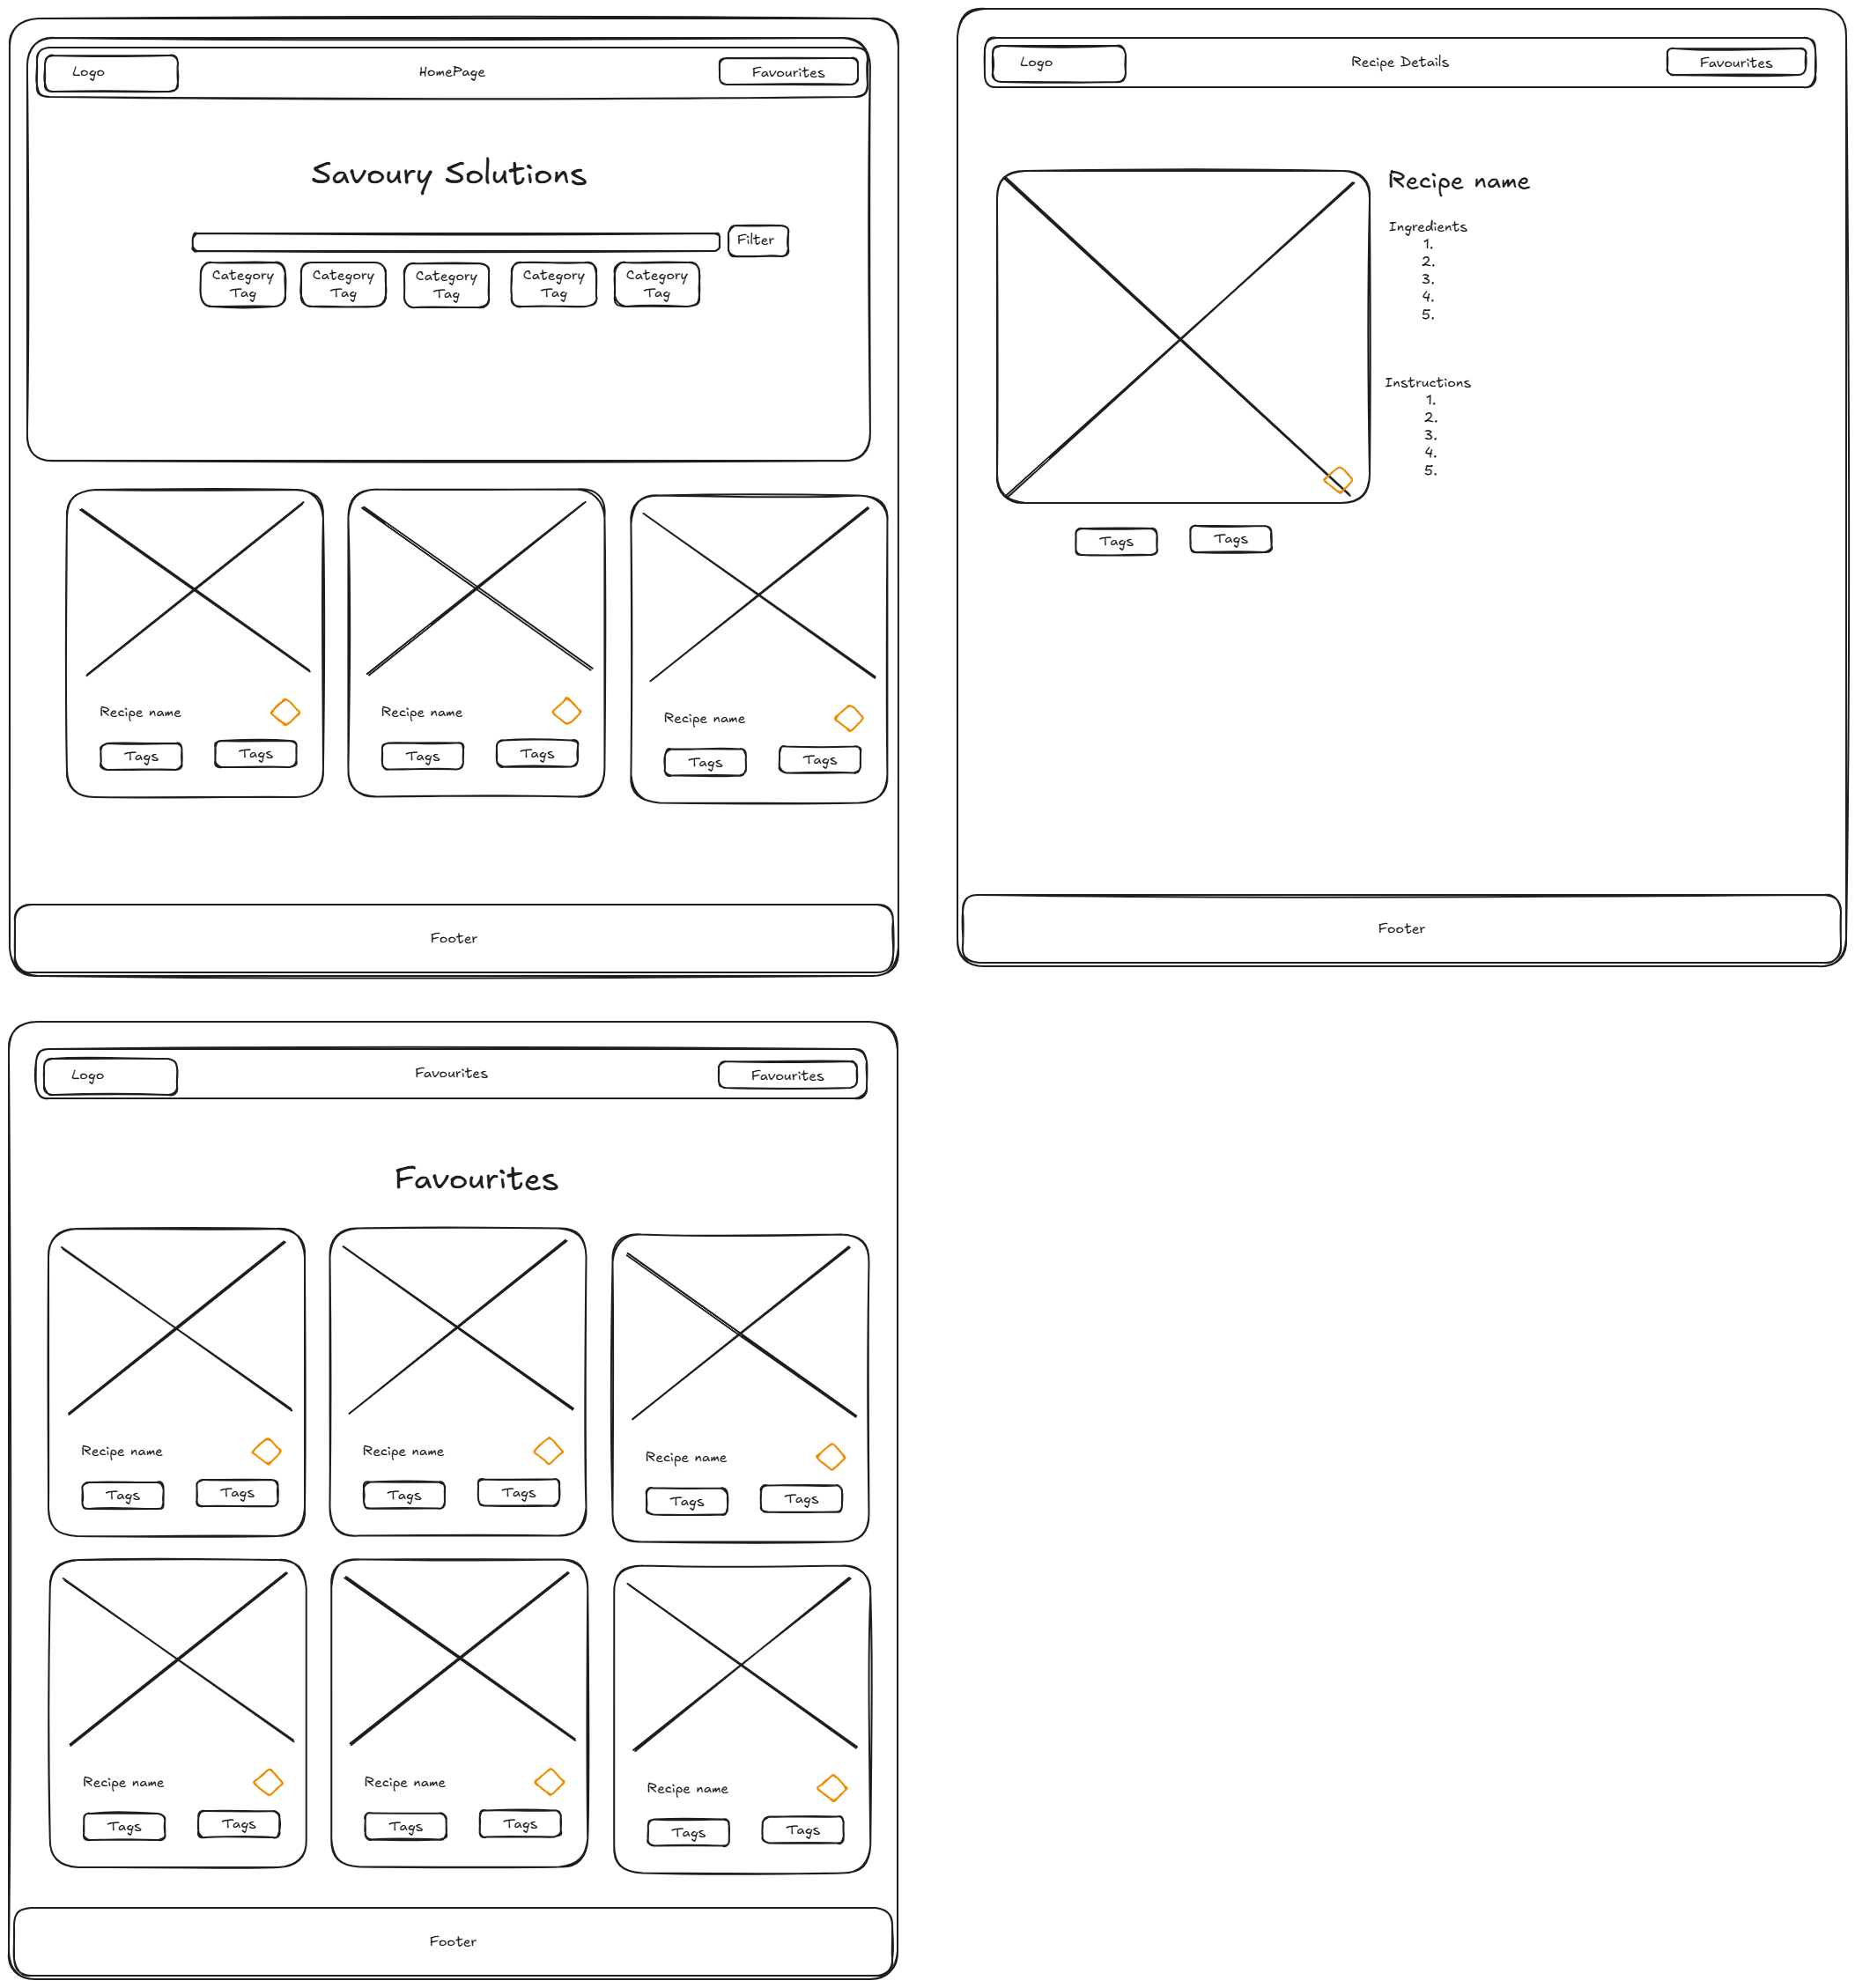 Logo
HomePage
Favourites
Savoury Solutions
Filter
Category
Tag
Category
Tag
Category
Tag
Category
Tag
Category
Tag
Recipe name
Tags
Tags
Recipe name
Tags
Tags
Recipe name
Tags
Tags
Footer
Logo
Recipe Details
Favourites
Recipe name
Ingredients
1.
2.
3.
4.
5.
Instructions
1.
2.
3.
4.
5.
Tags
Tags
Footer
Logo
Favourites
Favourites
Favourites
Recipe name
Tags
Tags
Recipe name
Tags
Tags
Recipe name
Tags
Tags
Recipe name
Tags
Tags
Recipe name
Tags
Tags
Recipe name
Tags
Tags
Footer